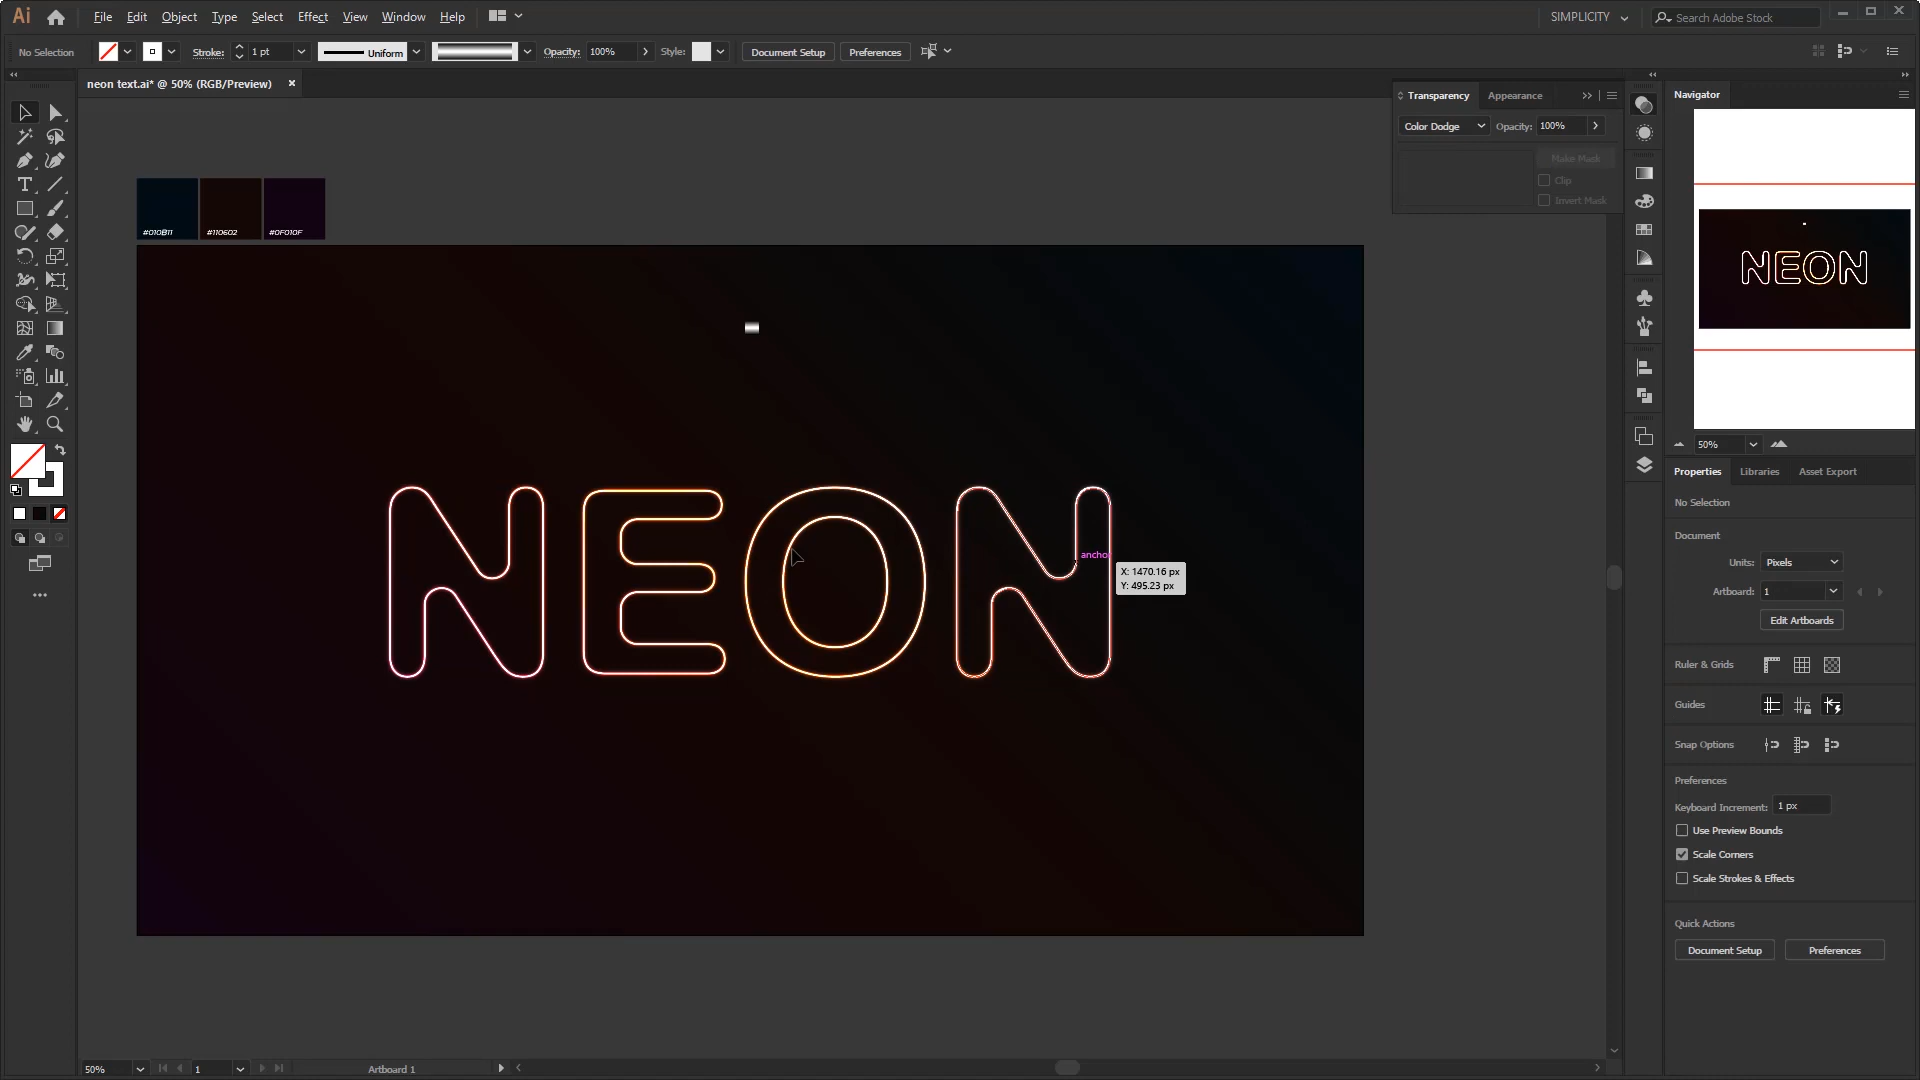 Ai File Edit Object Type Select Effect View Window Help SIMPLICITY Search Adobe Stock
No Selection Stroke: 1 pt Uniform Opacity: 100% Style: Document Setup Preferences
neon text.ai* @ 50% (RGB/Preview) ×
Transparency Appearance
Color Dodge Opacity: 100%
Make Mask
Clip
Invert Mask
Navigator
NEON
50%
#010B11 #110602 #0F010F
NEON
ancho
X: 1470.16 px
Y: 495.23 px
Properties Libraries Asset Export
No Selection
Document
Units: Pixels
Artboard: 1
Edit Artboards
Ruler & Grids
Guides
Snap Options
Preferences
Keyboard Increment: 1 px
Use Preview Bounds
Scale Corners
Scale Strokes & Effects
Quick Actions
Document Setup Preferences
50% 1 Artboard 1